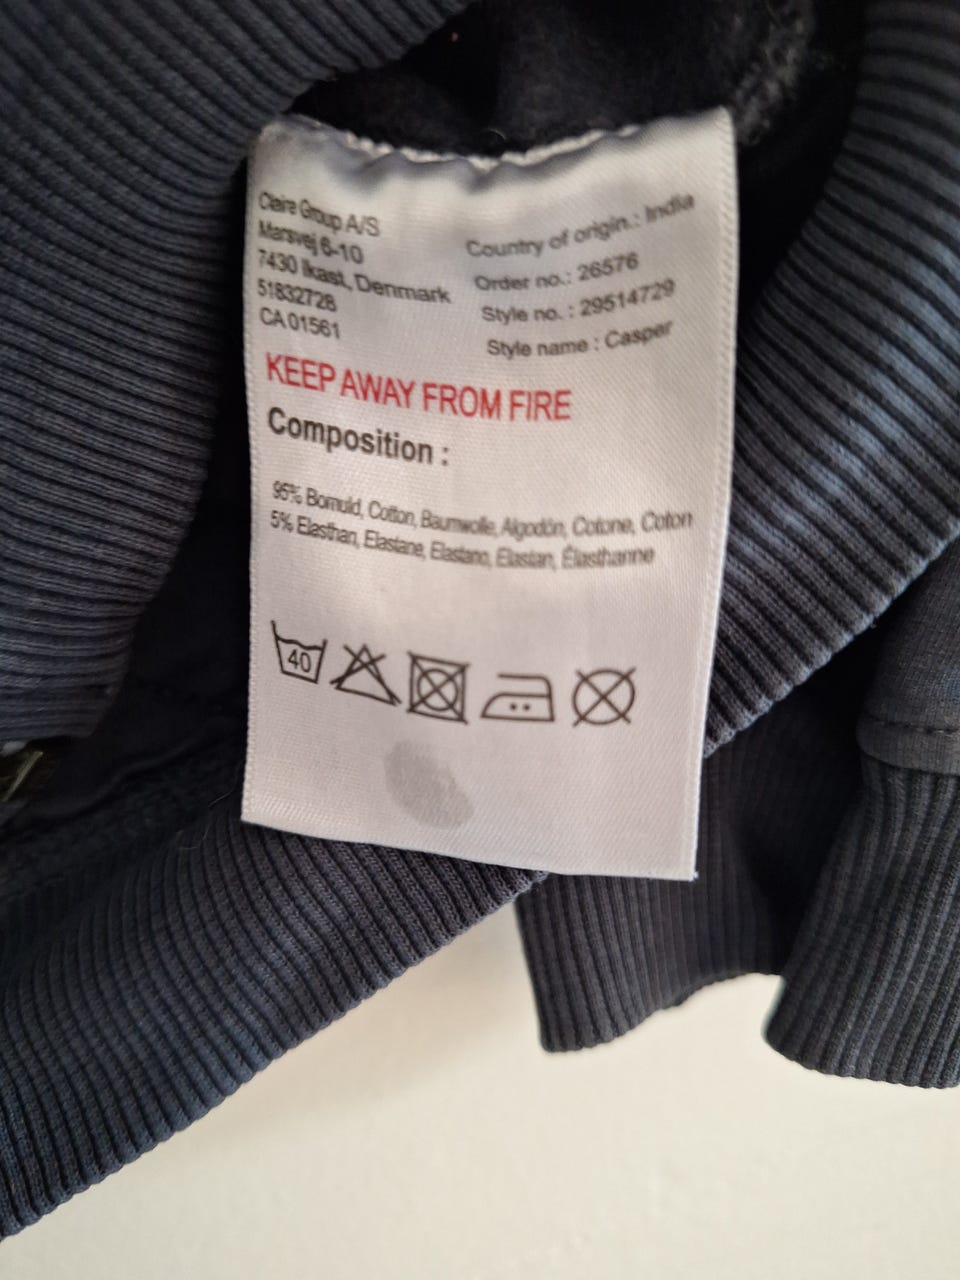 Claire Group A/S
Marsvej 6-10
7430 Ikast, Denmark
51832728
CA 01561
Country of origin.: India
Order no.: 26576
Style no. : 29514729
Style name : Casper
KEEP AWAY FROM FIRE
Composition :
95% Bomuld, Cotton, Baumwolle, Algodón, Cotone, Coton
5% Elasthan, Elastane, Elastano, Elastan, Élasthanne
40